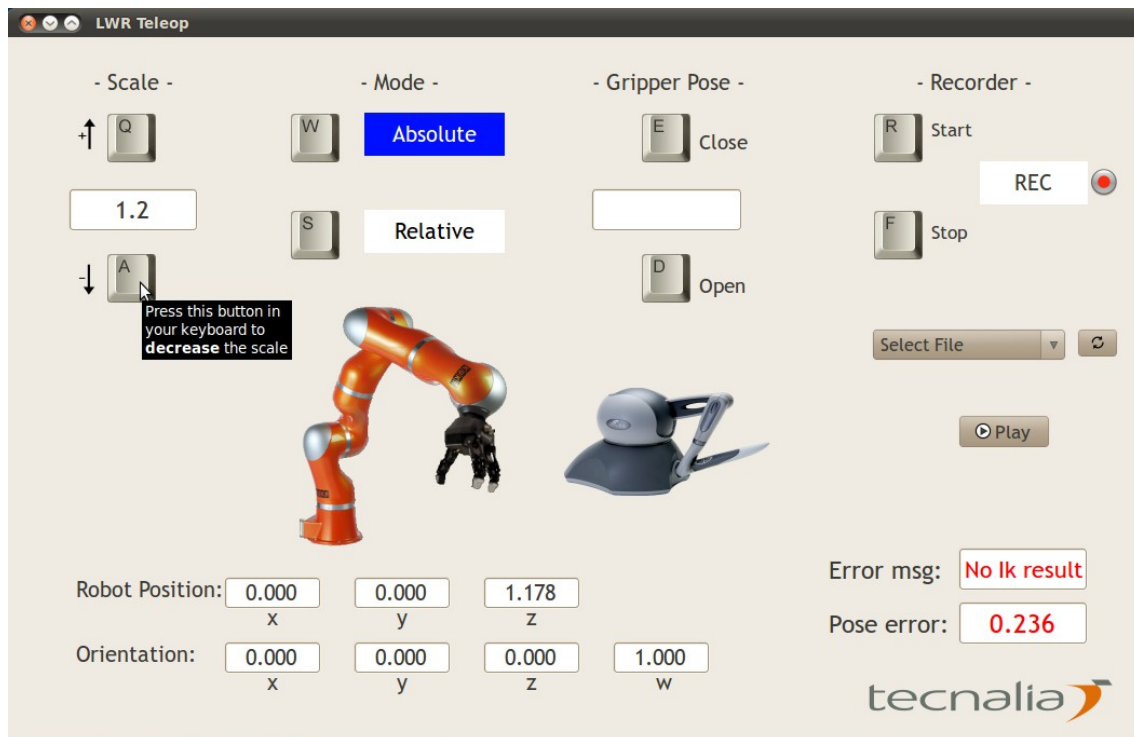 LWR Teleop
- Scale -
- Mode -
- Gripper Pose -
- Recorder -
+
Q
W
Absolute
E
Close
R
Start
REC
1.2
S
Relative
F
Stop
-
A
D
Open
Press this button in
your keyboard to
decrease the scale
Select File
Play
Robot Position:
0.000
0.000
1.178
x
y
z
Orientation:
0.000
0.000
0.000
1.000
x
y
z
w
Error msg:
No Ik result
Pose error:
0.236
tecnalia